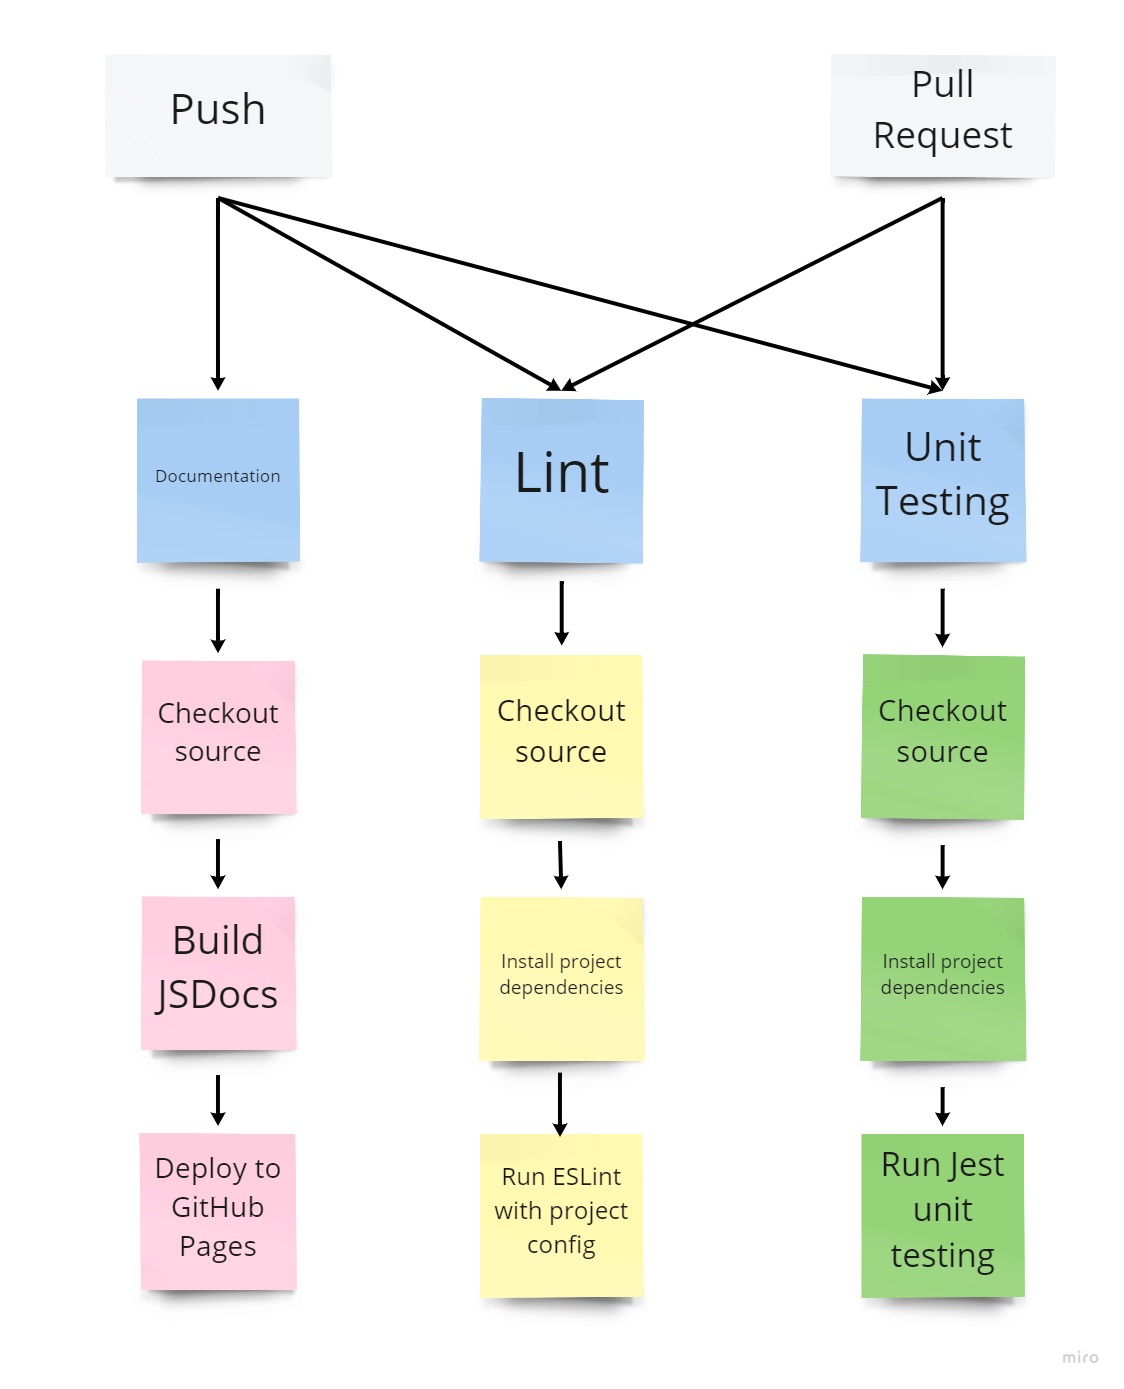 Push
Pull
Request
Documentation
Lint
Unit
Testing
Checkout
source
Checkout
source
Checkout
source
Build
JSDocs
Install project
dependencies
Install project
dependencies
Deploy to
GitHub
Pages
Run ESLint
with project
config
Run Jest
unit
testing
miro